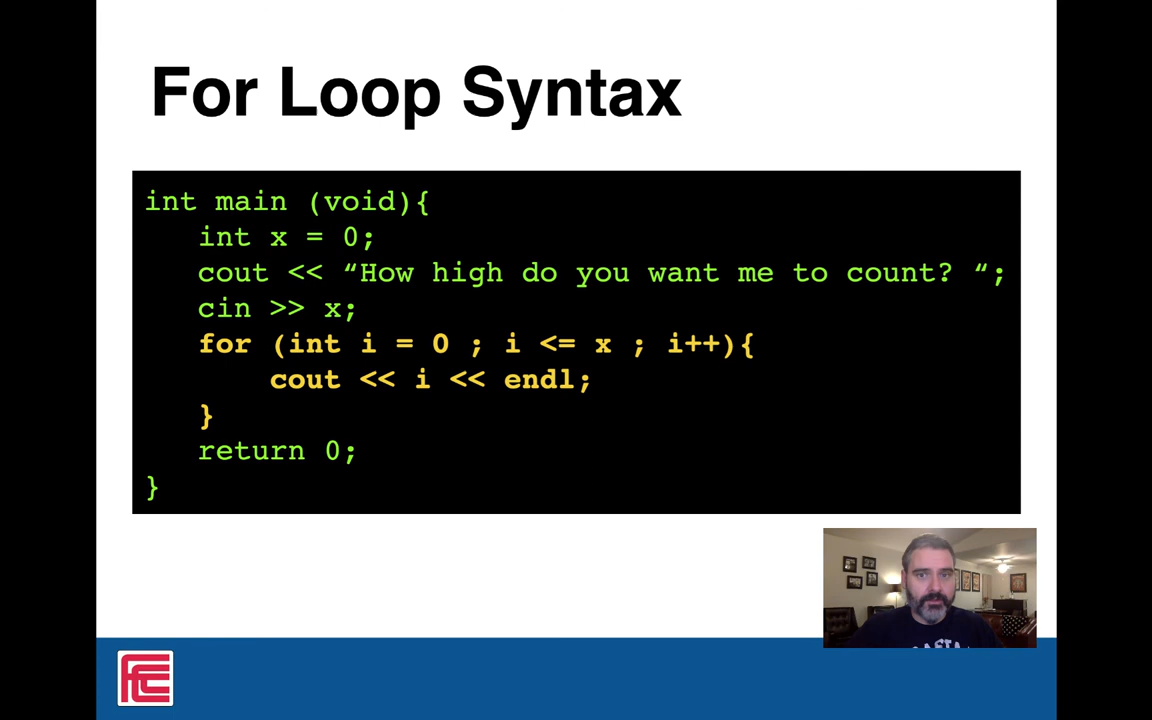 For Loop Syntax
int main (void){
int x = 0;
cout << “How high do you want me to count? “;
cin >> x;
for (int i = 0 ; i <= x ; i++){
cout << i << endl;
}
return 0;
}